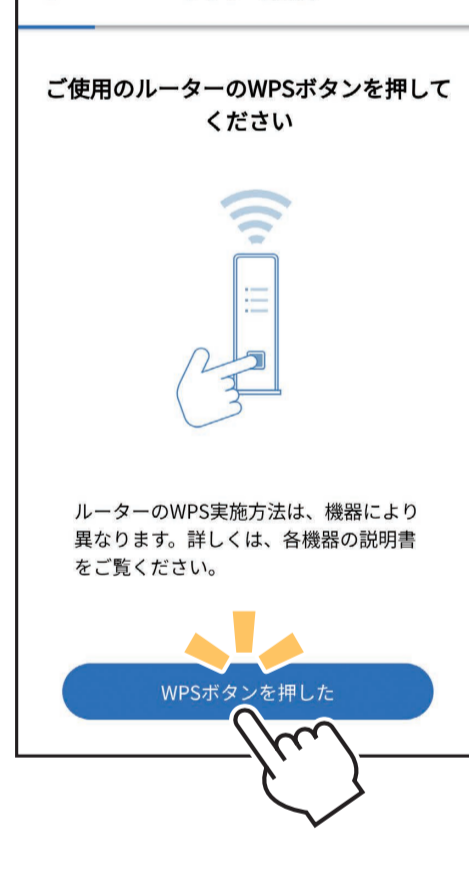 ご使用のルーターのWPSボタンを押して
ください
ルーターのWPS実施方法は、機器により
異なります。詳しくは、各機器の説明書
をご覧ください。
WPSボタンを押した